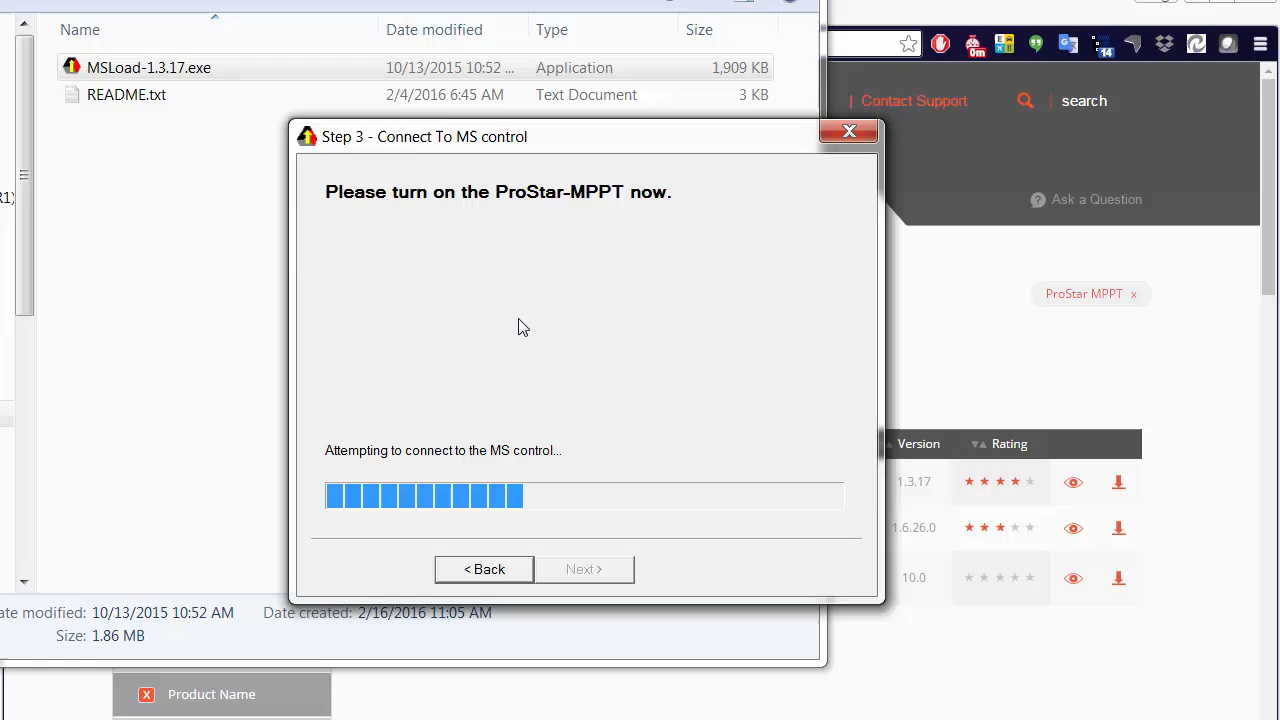 Name
Date modified
Type
Size
MSLoad-1.3.17.exe
10/13/2015 10:52 ...
Application
1,909 KB
README.txt
2/4/2016 6:45 AM
Text Document
3 KB
R1)
0m
14
| Contact Support
| search
Ask a Question
ProStar MPPT x
Step 3 - Connect To MS control
Please turn on the ProStar-MPPT now.
Attempting to connect to the MS control...
< Back
Next >
Version
Rating
1.3.17
1.6.26.0
10.0
ate modified: 10/13/2015 10:52 AM
Date created: 2/16/2016 11:05 AM
Size: 1.86 MB
Product Name